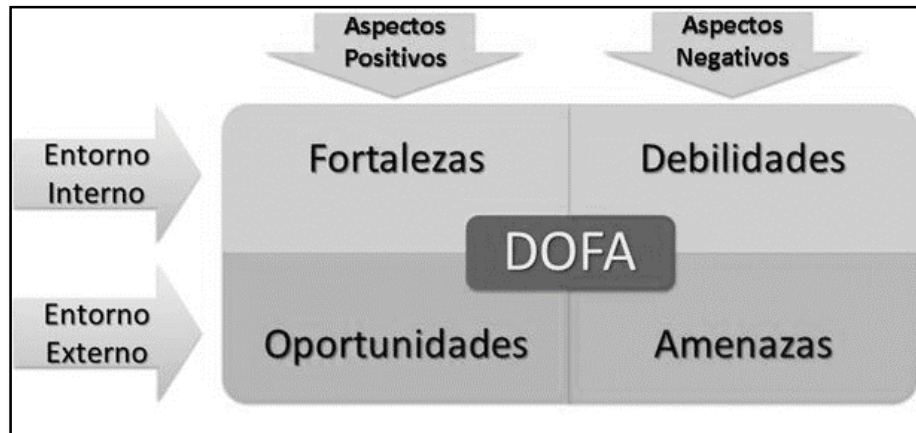 Aspectos
Positivos
Aspectos
Negativos
Entorno
Interno
Fortalezas
Debilidades
DOFA
Entorno
Externo
Oportunidades
Amenazas